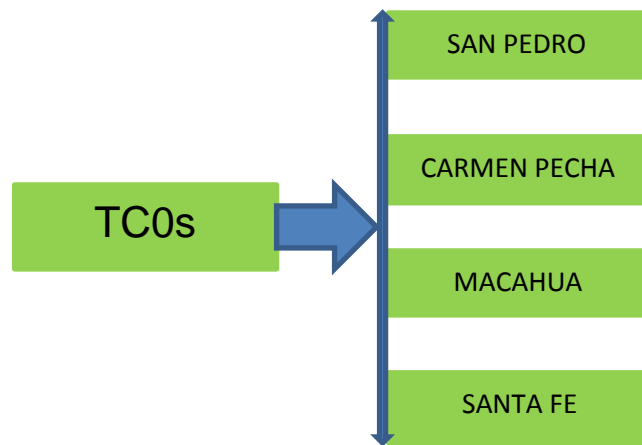 SAN PEDRO
CARMEN PECHA
TC0s
MACAHUA
SANTA FE